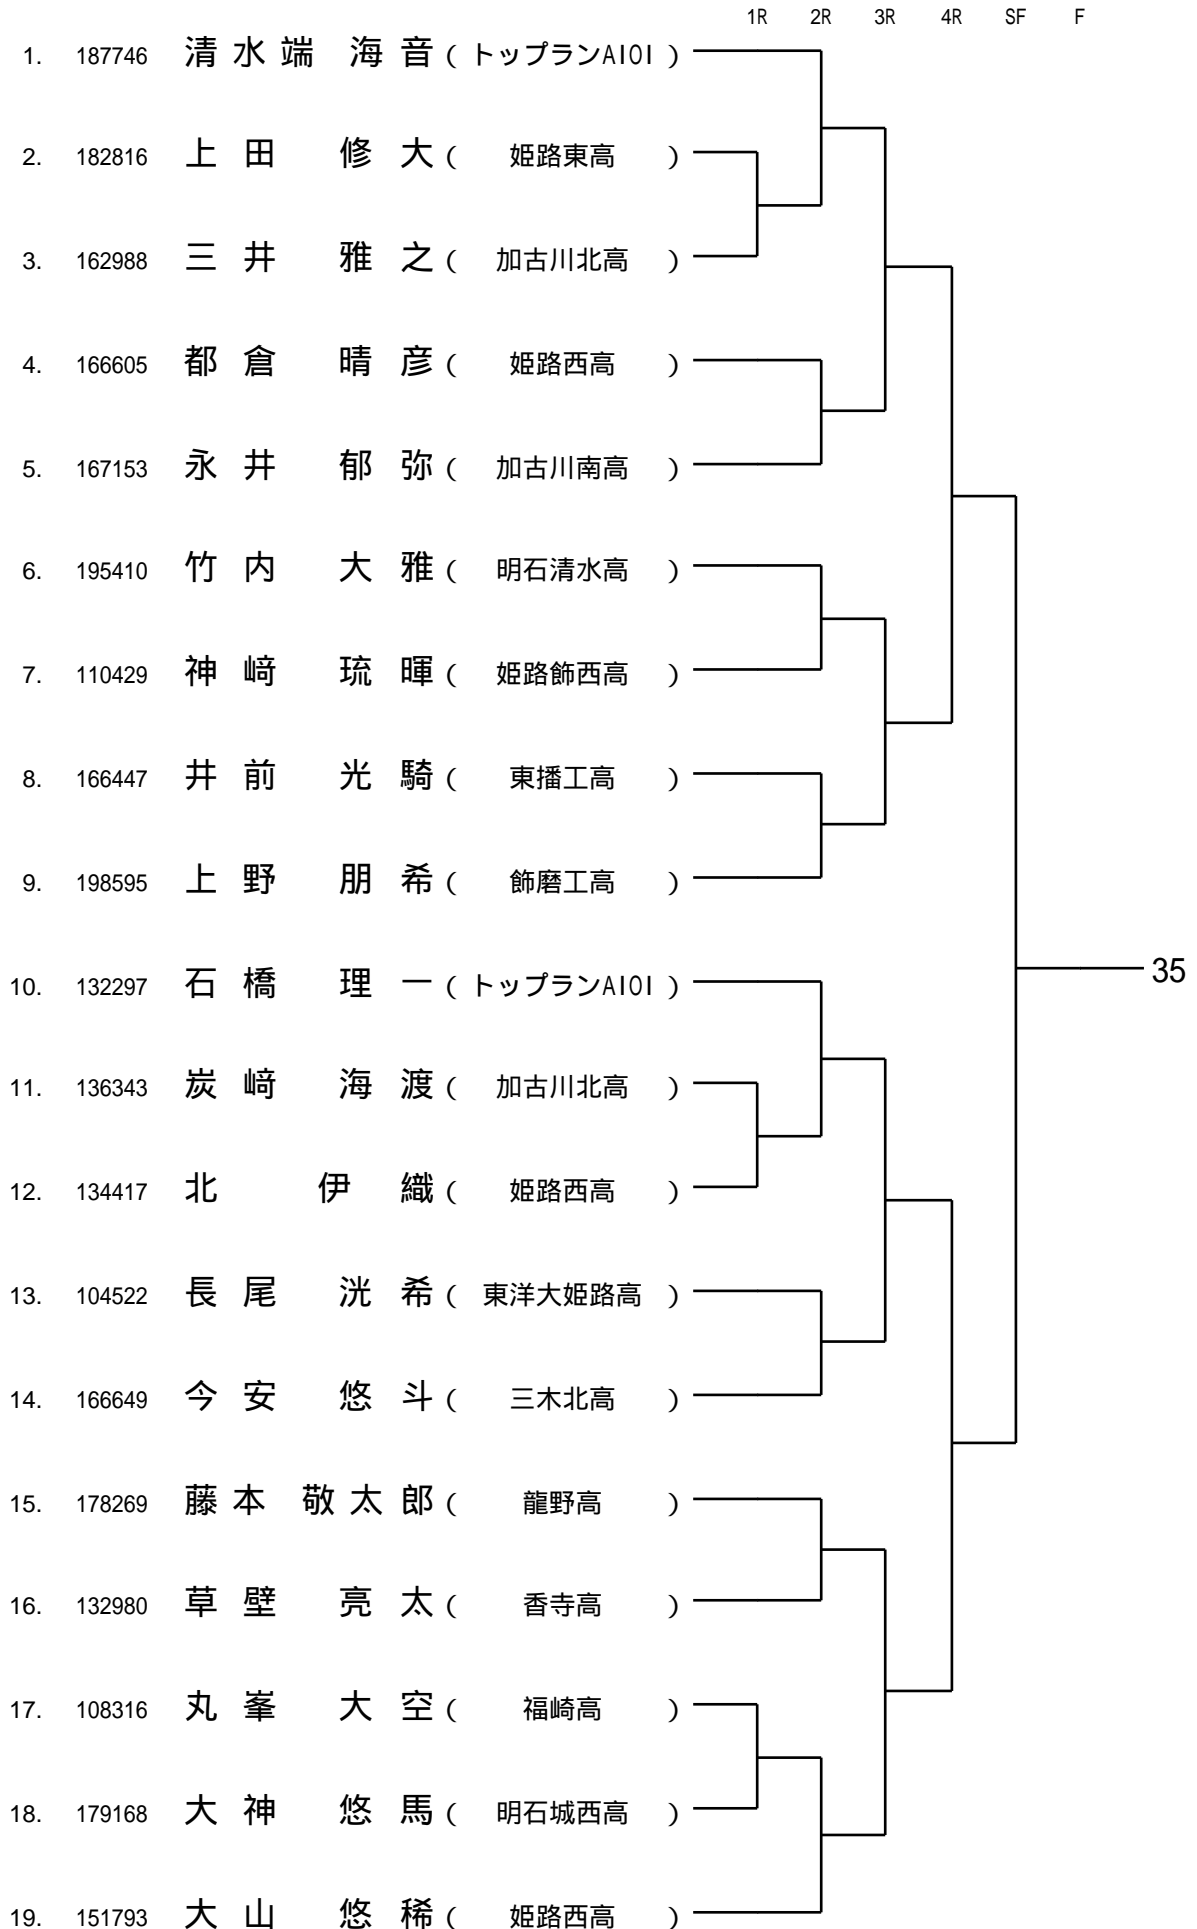 1R 2R 3R 4R SF F
1. 187746 清水端 海音 ( トップランAIOI )
2. 182816 上田 修大 ( 姫路東高 )
3. 162988 三井 雅之 ( 加古川北高 )
4. 166605 都倉 晴彦 ( 姫路西高 )
5. 167153 永井 郁弥 ( 加古川南高 )
6. 195410 竹内 大雅 ( 明石清水高 )
7. 110429 神﨑 琉暉 ( 姫路飾西高 )
8. 166447 井前 光騎 ( 東播工高 )
9. 198595 上野 朋希 ( 飾磨工高 )
35
10. 132297 石橋 理一 ( トップランAIOI )
11. 136343 炭﨑 海渡 ( 加古川北高 )
12. 134417 北 伊織 ( 姫路西高 )
13. 104522 長尾 洸希 ( 東洋大姫路高 )
14. 166649 今安 悠斗 ( 三木北高 )
15. 178269 藤本 敬太郎 ( 龍野高 )
16. 132980 草壁 亮太 ( 香寺高 )
17. 108316 丸峯 大空 ( 福崎高 )
18. 179168 大神 悠馬 ( 明石城西高 )
19. 151793 大山 悠稀 ( 姫路西高 )